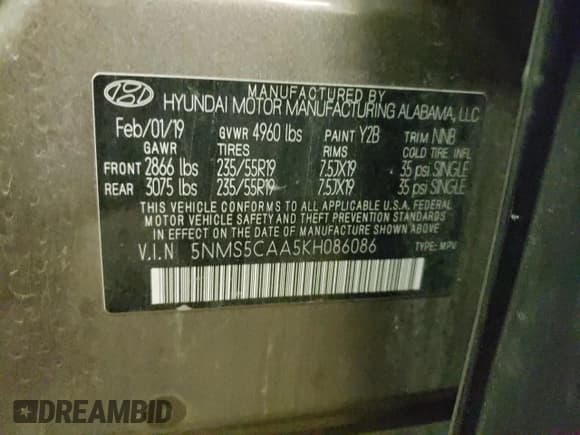 MANUFACTURED BY
HYUNDAI MOTOR MANUFACTURING ALABAMA, LLC
Feb/01/19 GVWR 4960 lbs PAINT Y2B TRIM NNB
GAWR TIRES RIMS COLD TIRE INFL
FRONT 2866 lbs 235/55R19 7.5JX19 35 psi SINGLE
REAR 3075 lbs 235/55R19 7.5JX19 35 psi SINGLE
THIS VEHICLE CONFORMS TO ALL APPLICABLE U.S.A. FEDERAL
MOTOR VEHICLE SAFETY AND THEFT PREVENTION STANDARDS
IN EFFECT ON THE DATE OF MANUFACTURE SHOWN ABOVE.
V.I.N 5NMS5CAA5KH086086 TYPE: MPV
DREAMBID